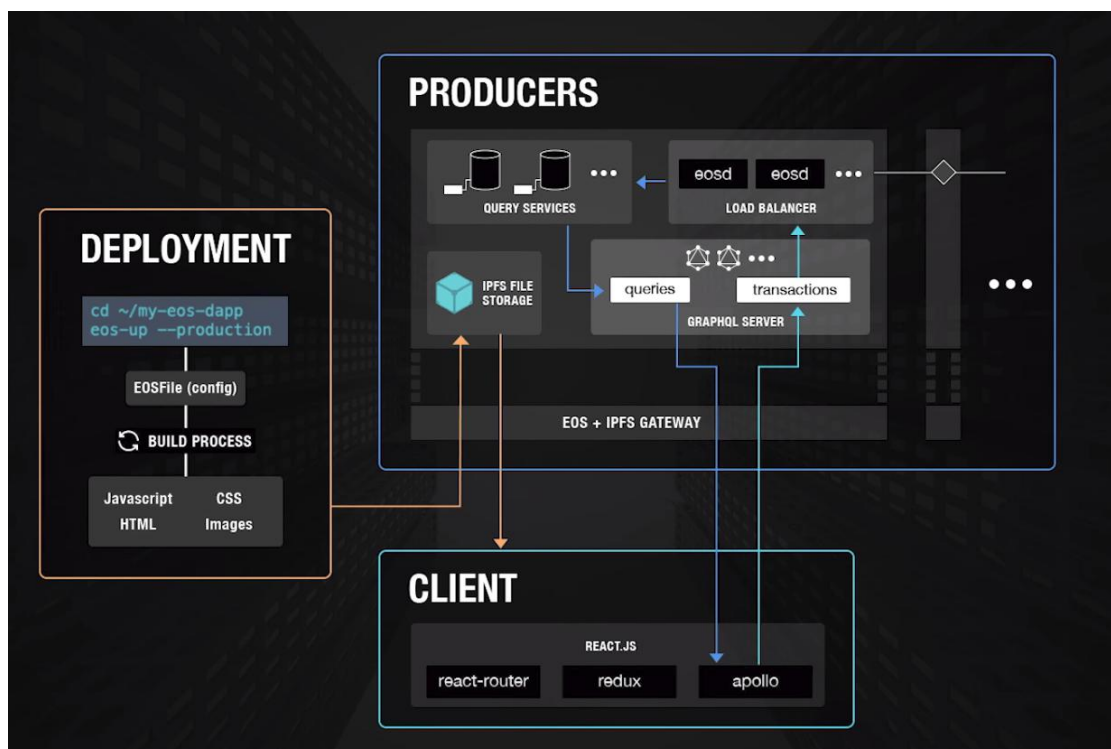 PRODUCERS
eosd
eosd
QUERY SERVICES
LOAD BALANCER
DEPLOYMENT
IPFS FILE
STORAGE
queries
transactions
GRAPHQL SERVER
cd ~/my-eos-dapp
eos-up --production
EOSFile (config)
BUILD PROCESS
EOS + IPFS GATEWAY
Javascript
CSS
HTML
Images
CLIENT
REACT.JS
react-router
redux
apollo